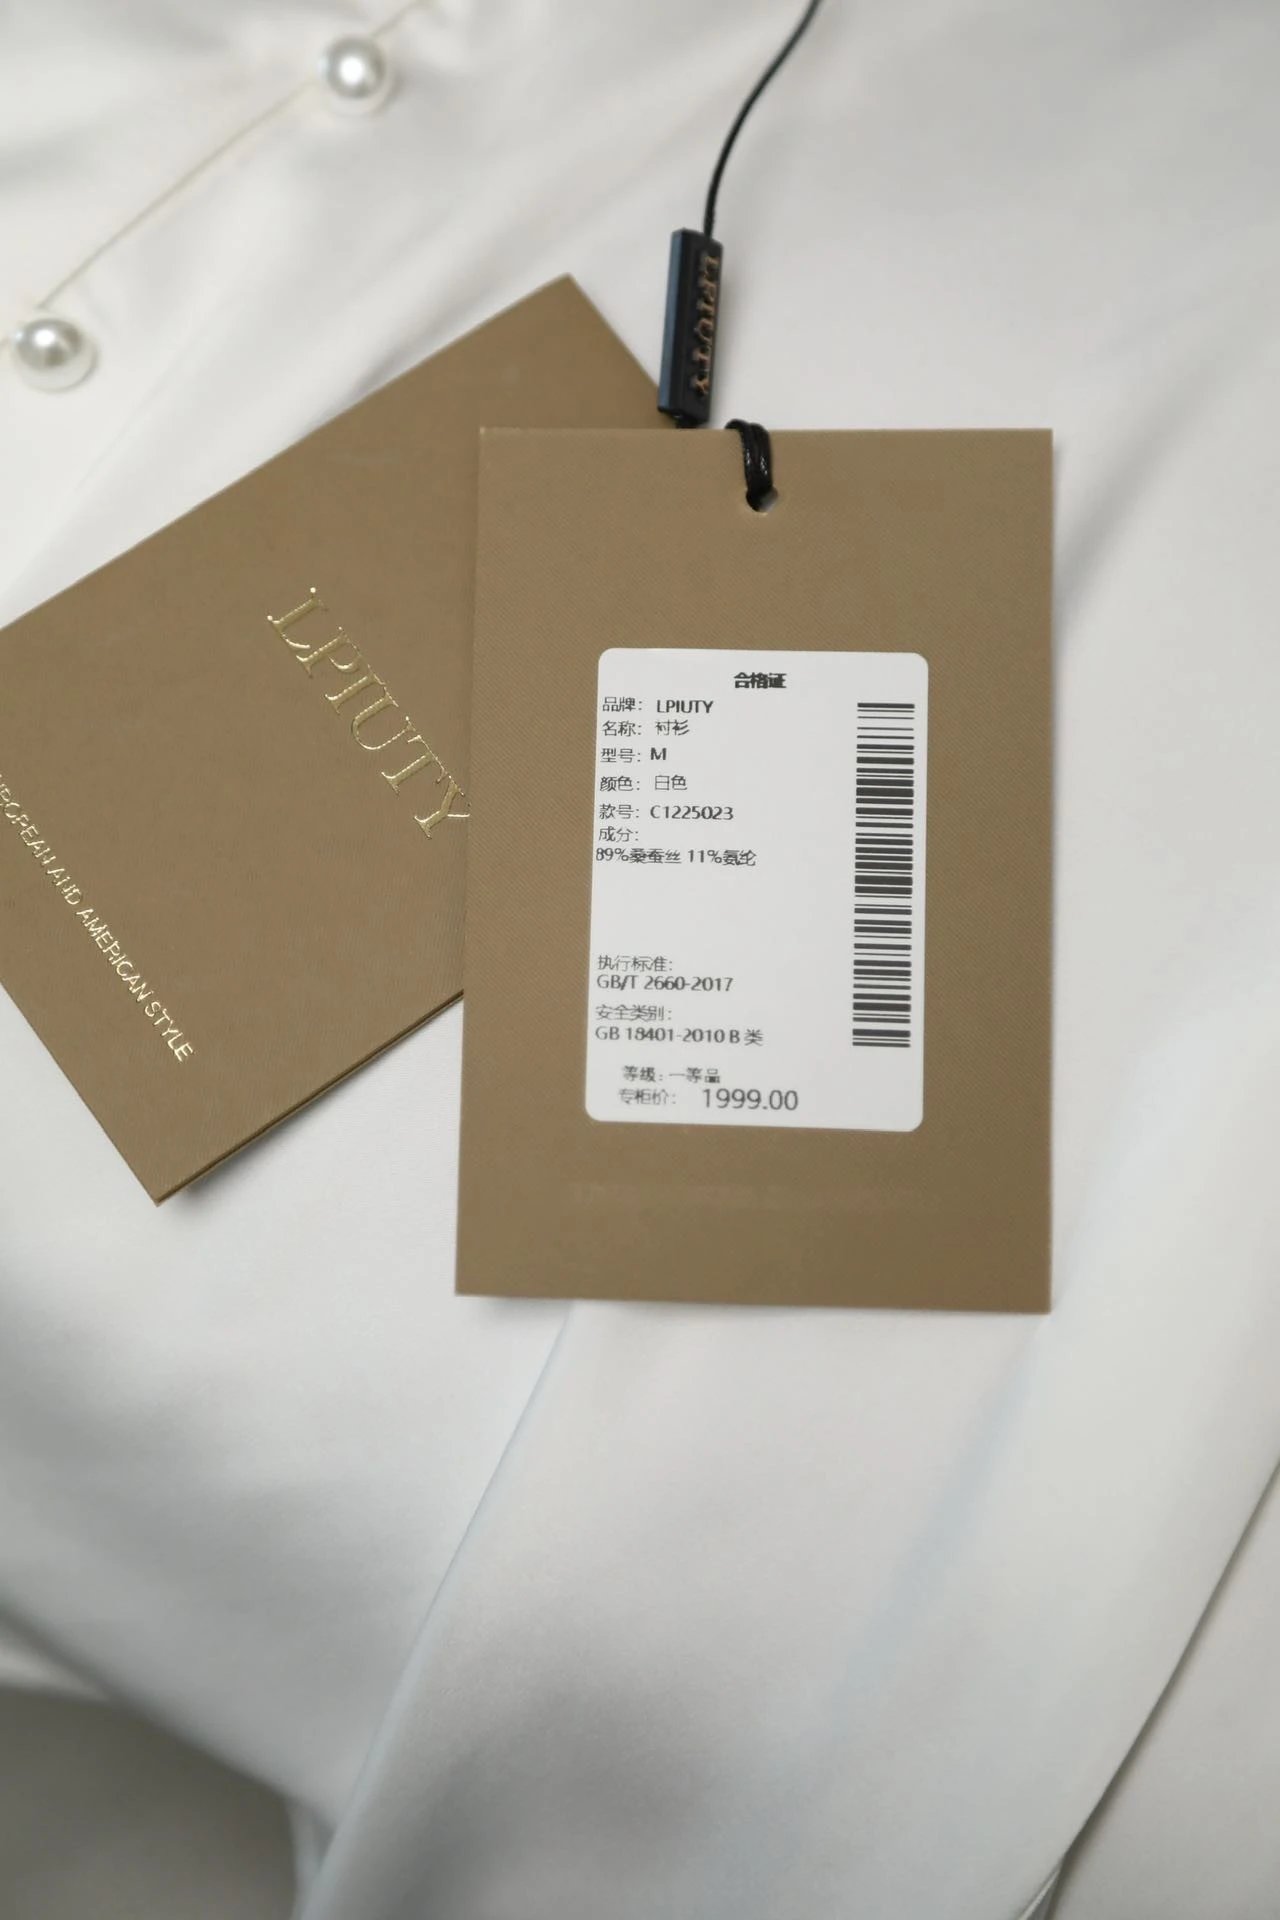 LPIUTY
LPIUTY
EUROPEAN AND AMERICAN STYLE
合格证
品牌： LPIUTY
名称： 衬衫
型号： M
颜色： 白色
款号： C1225023
成分：
89%桑蚕丝 11%氨纶
执行标准：
GB/T 2660-2017
安全类别：
GB 18401-2010 B 类
等级：一等品
专柜价： 1999.00